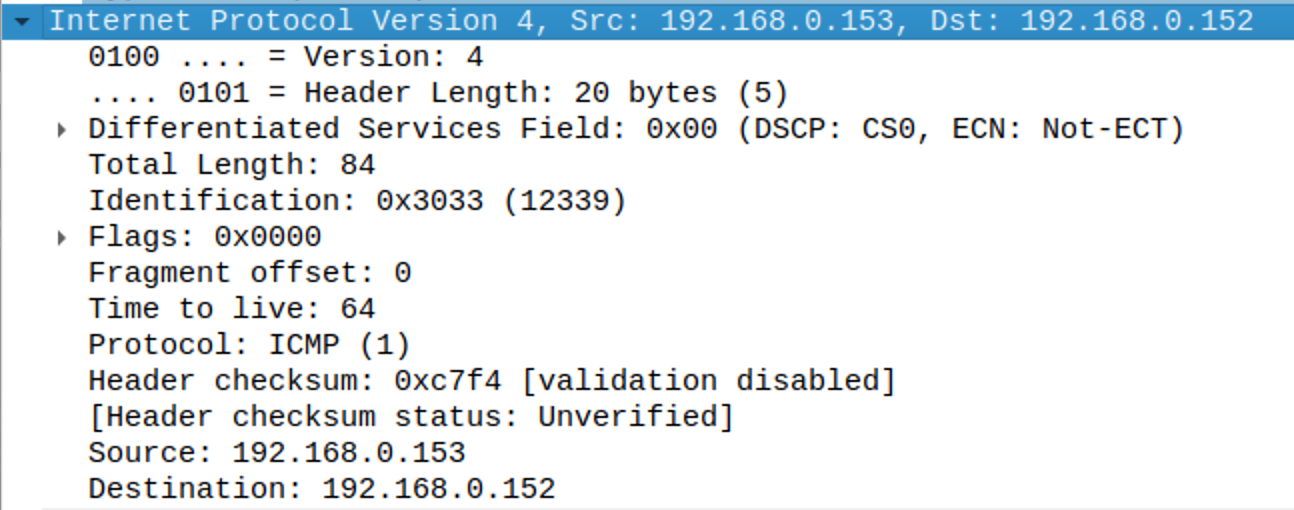 Internet Protocol Version 4, Src: 192.168.0.153, Dst: 192.168.0.152
0100 .... = Version: 4
.... 0101 = Header Length: 20 bytes (5)
Differentiated Services Field: 0x00 (DSCP: CS0, ECN: Not-ECT)
Total Length: 84
Identification: 0x3033 (12339)
Flags: 0x0000
Fragment offset: 0
Time to live: 64
Protocol: ICMP (1)
Header checksum: 0xc7f4 [validation disabled]
[Header checksum status: Unverified]
Source: 192.168.0.153
Destination: 192.168.0.152